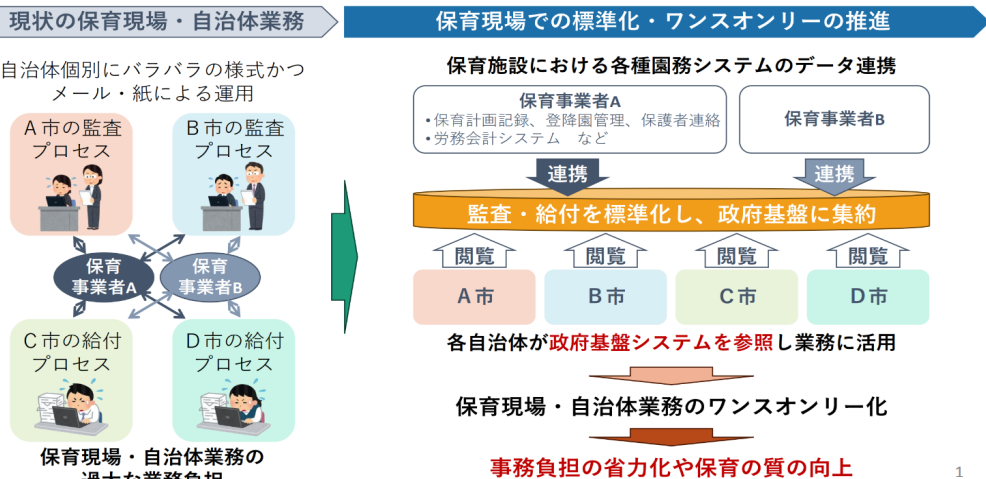 現状の保育現場・自治体業務
自治体個別にバラバラの様式かつ
メール・紙による運用
A市の監査
プロセス
B市の監査
プロセス
保育
事業者A
保育
事業者B
C市の給付
プロセス
D市の給付
プロセス
保育現場・自治体業務の
過大な業務負担
保育現場での標準化・ワンスオンリーの推進
保育施設における各種園務システムのデータ連携
保育事業者A
•保育計画記録、登降園管理、保護者連絡
•労務会計システム　など
保育事業者B
連携
連携
監査・給付を標準化し、政府基盤に集約
閲覧
閲覧
閲覧
閲覧
A市
B市
C市
D市
各自治体が政府基盤システムを参照し業務に活用
保育現場・自治体業務のワンスオンリー化
事務負担の省力化や保育の質の向上
1